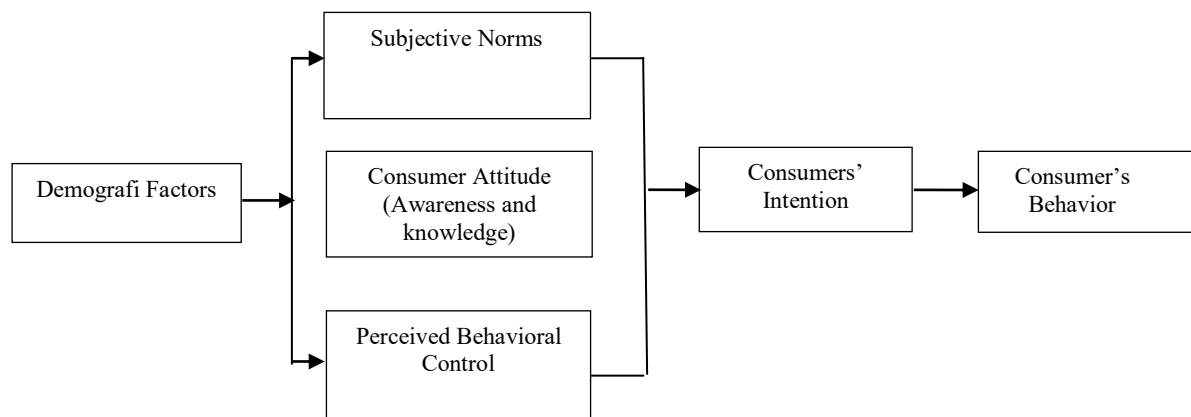 Subjective Norms
Demografi Factors
Consumer Attitude
(Awareness and
knowledge)
Perceived Behavioral
Control
Consumers’
Intention
Consumer’s
Behavior